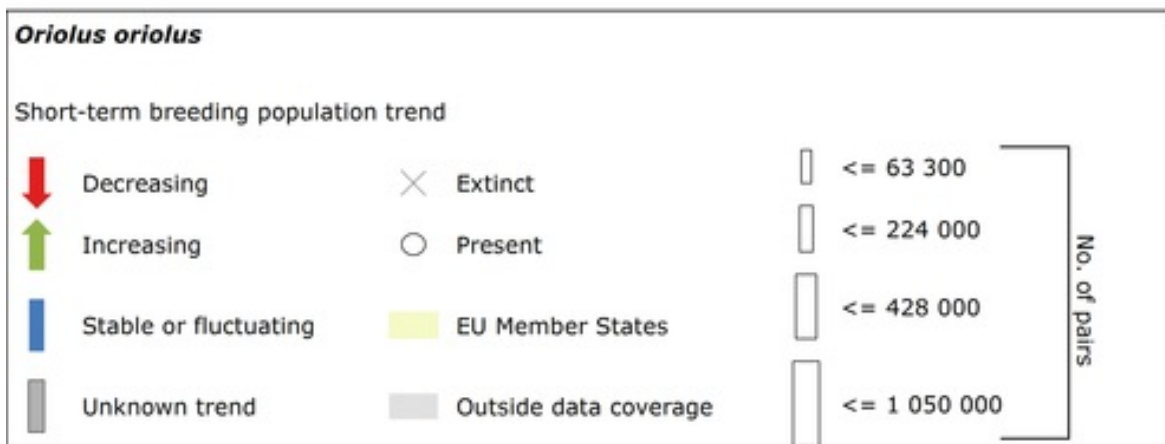 Oriolus oriolus
Short-term breeding population trend
Decreasing
Extinct
<= 63 300
Increasing
Present
<= 224 000
Stable or fluctuating
EU Member States
<= 428 000
Unknown trend
Outside data coverage
<= 1 050 000
No. of pairs